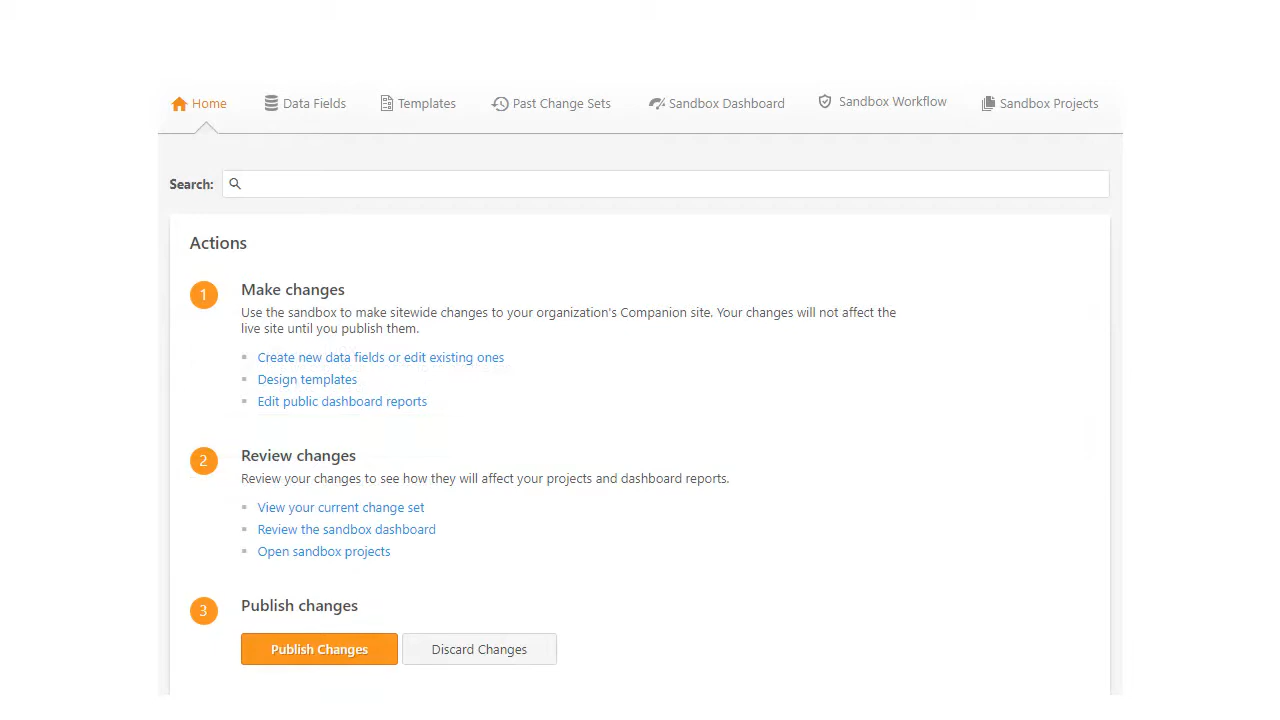 Home
Data Fields
Templates
Past Change Sets
Sandbox Dashboard
Sandbox Workflow
Sandbox Projects
Search:
Actions
1
Make changes
Use the sandbox to make sitewide changes to your organization's Companion site. Your changes will not affect the
live site until you publish them.
Create new data fields or edit existing ones
Design templates
Edit public dashboard reports
2
Review changes
Review your changes to see how they will affect your projects and dashboard reports.
View your current change set
Review the sandbox dashboard
Open sandbox projects
3
Publish changes
Publish Changes
Discard Changes